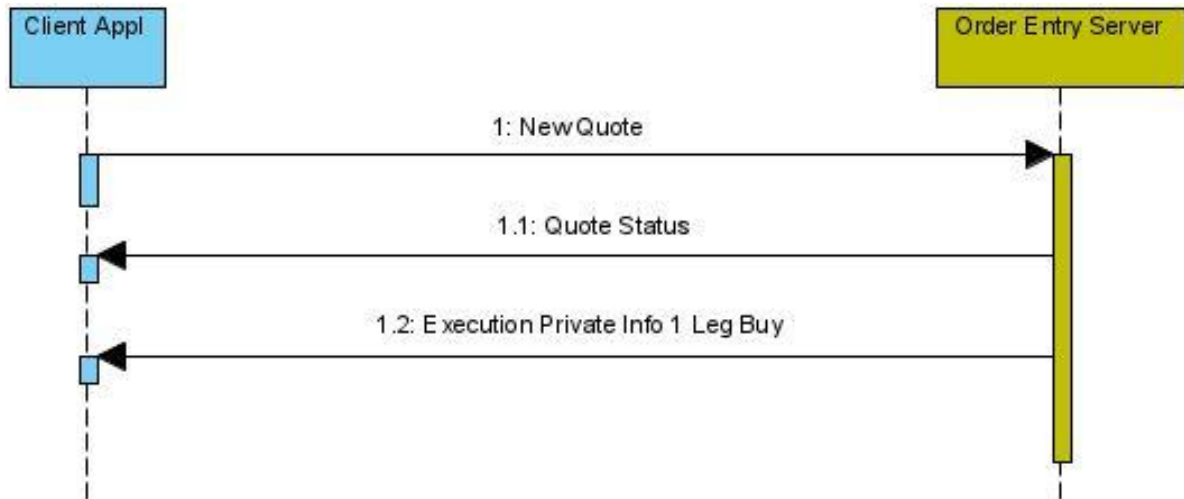 Client Appl
Order Entry Server
1: New Quote
1.1: Quote Status
1.2: Execution Private Info 1 Leg Buy